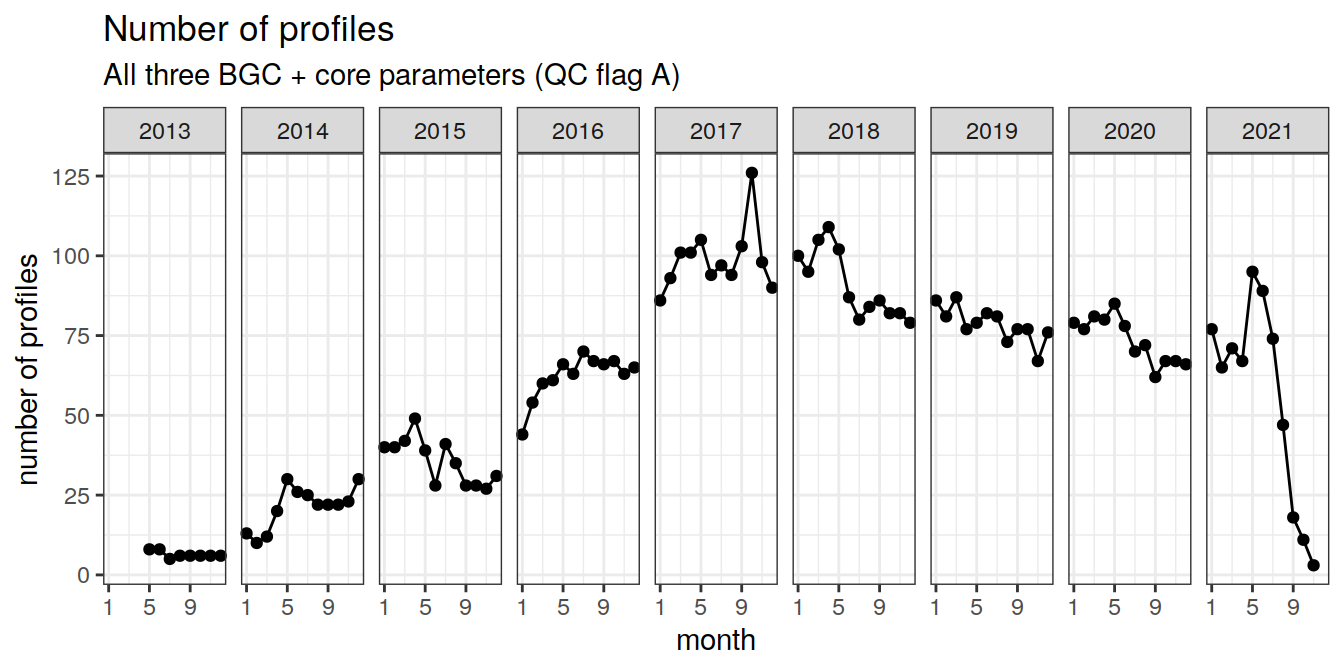 Number of profiles
All three BGC + core parameters (QC flag A)
2013 2014 2015 2016 2017 2018 2019 2020 2021
125
100
75
50
25
0
number of profiles
1 5 9 1 5 9 1 5 9 1 5 9 1 5 9 1 5 9 1 5 9 1 5 9 1 5 9
month